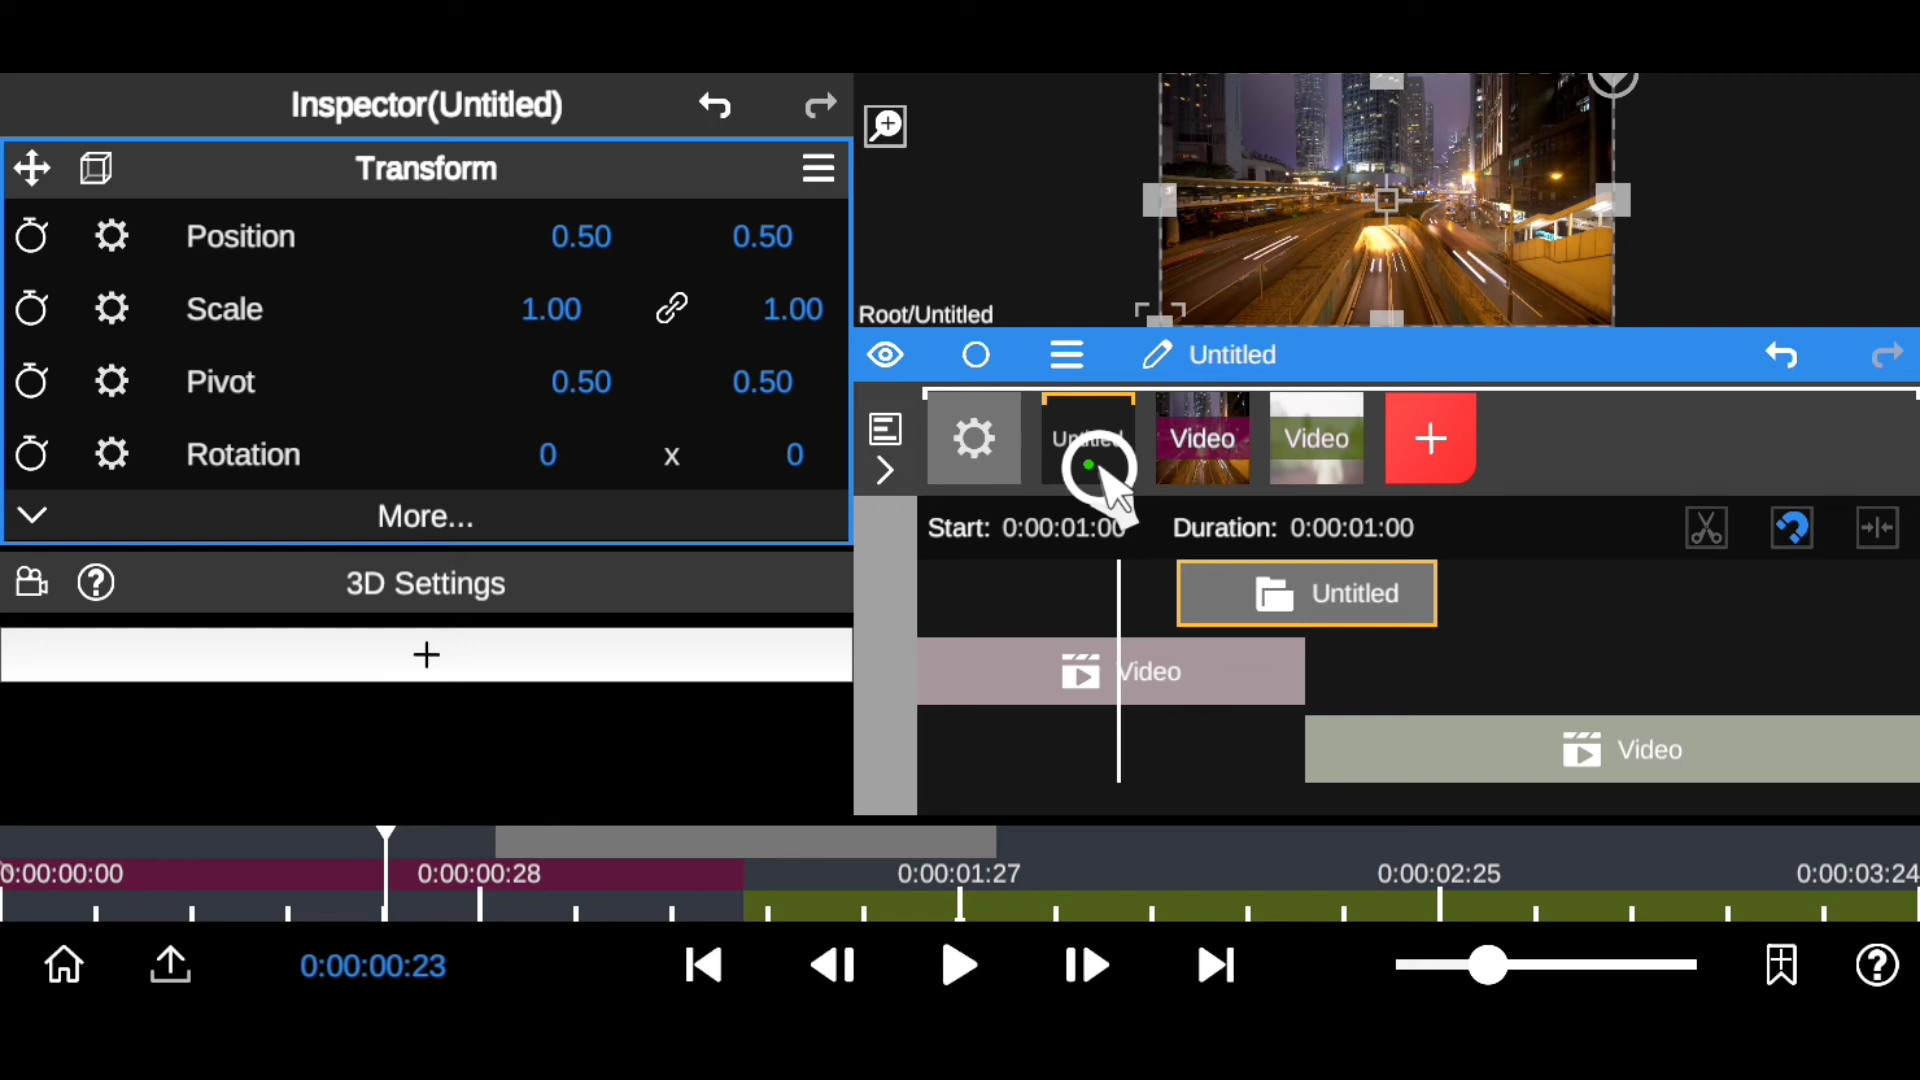 Inspector(Untitled)
Transform
Position 0.50 0.50
Scale 1.00 1.00
Pivot 0.50 0.50
Rotation 0 x 0
More...
3D Settings
+
Root/Untitled
Untitled
Untitled Video Video +
Start: 0:00:01:00 Duration: 0:00:01:00
Untitled
Video
Video
0:00:00:00 0:00:00:28 0:00:01:27 0:00:02:25 0:00:03:24
0:00:00:23